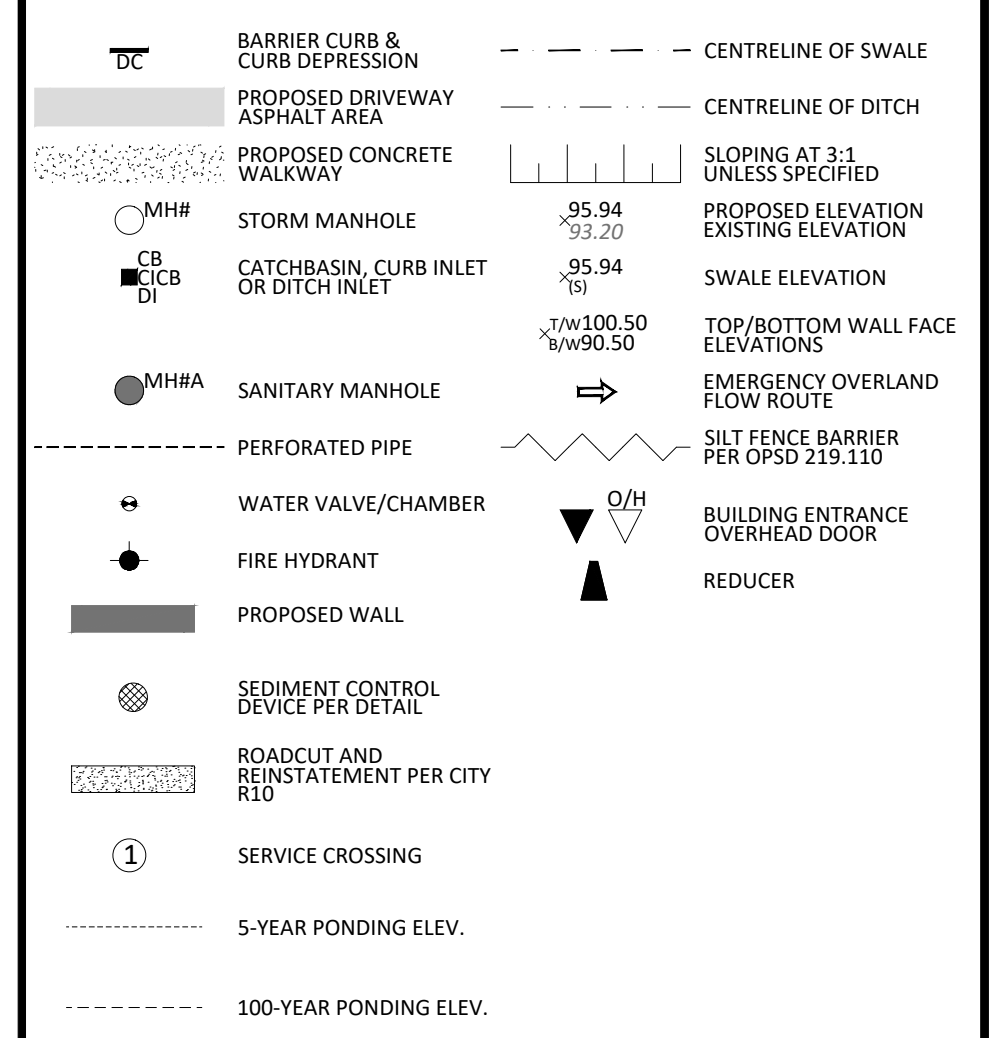 DC
BARRIER CURB &
CURB DEPRESSION
PROPOSED DRIVEWAY
ASPHALT AREA
PROPOSED CONCRETE
WALKWAY
MH#
STORM MANHOLE
CB
CICB
DI
CATCHBASIN, CURB INLET
OR DITCH INLET
MH#A
SANITARY MANHOLE
PERFORATED PIPE
WATER VALVE/CHAMBER
FIRE HYDRANT
PROPOSED WALL
SEDIMENT CONTROL
DEVICE PER DETAIL
ROADCUT AND
REINSTATEMENT PER CITY
R10
1
SERVICE CROSSING
5-YEAR PONDING ELEV.
100-YEAR PONDING ELEV.
CENTRELINE OF SWALE
CENTRELINE OF DITCH
SLOPING AT 3:1
UNLESS SPECIFIED
95.94
93.20
PROPOSED ELEVATION
EXISTING ELEVATION
95.94
(S)
SWALE ELEVATION
T/W100.50
B/W90.50
TOP/BOTTOM WALL FACE
ELEVATIONS
EMERGENCY OVERLAND
FLOW ROUTE
SILT FENCE BARRIER
PER OPSD 219.110
O/H
BUILDING ENTRANCE
OVERHEAD DOOR
REDUCER